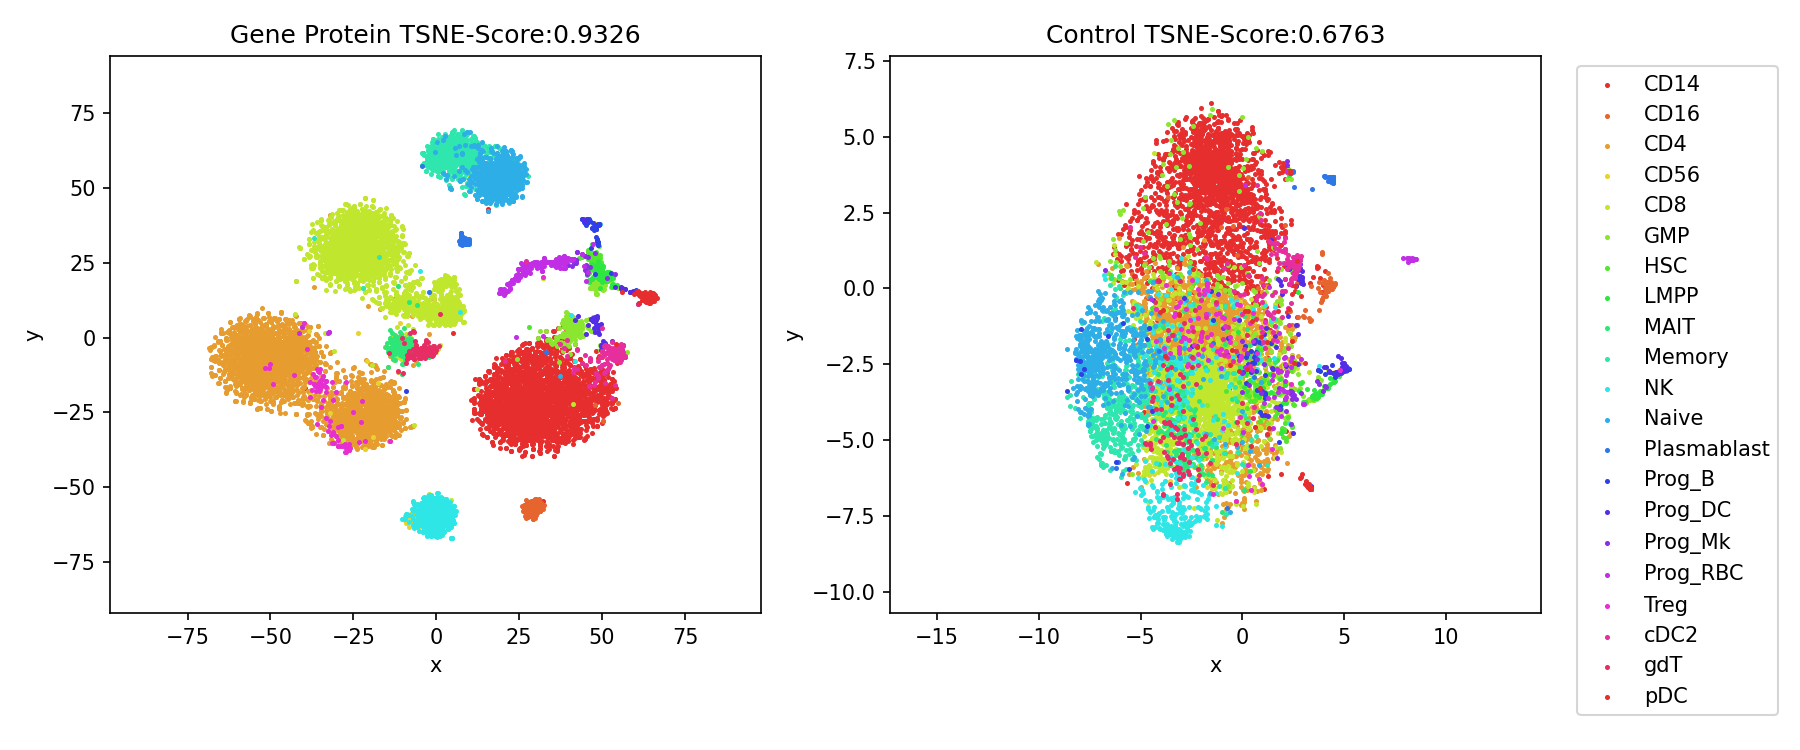 Gene Protein TSNE-Score:0.9326
75
50
25
0
−25
−50
−75
y
−75
−50
−25
0
25
50
75
x
Control TSNE-Score:0.6763
7.5
5.0
2.5
0.0
−2.5
−5.0
−7.5
−10.0
y
−15
−10
−5
0
5
10
x
CD14
CD16
CD4
CD56
CD8
GMP
HSC
LMPP
MAIT
Memory
NK
Naive
Plasmablast
Prog_B
Prog_DC
Prog_Mk
Prog_RBC
Treg
cDC2
gdT
pDC